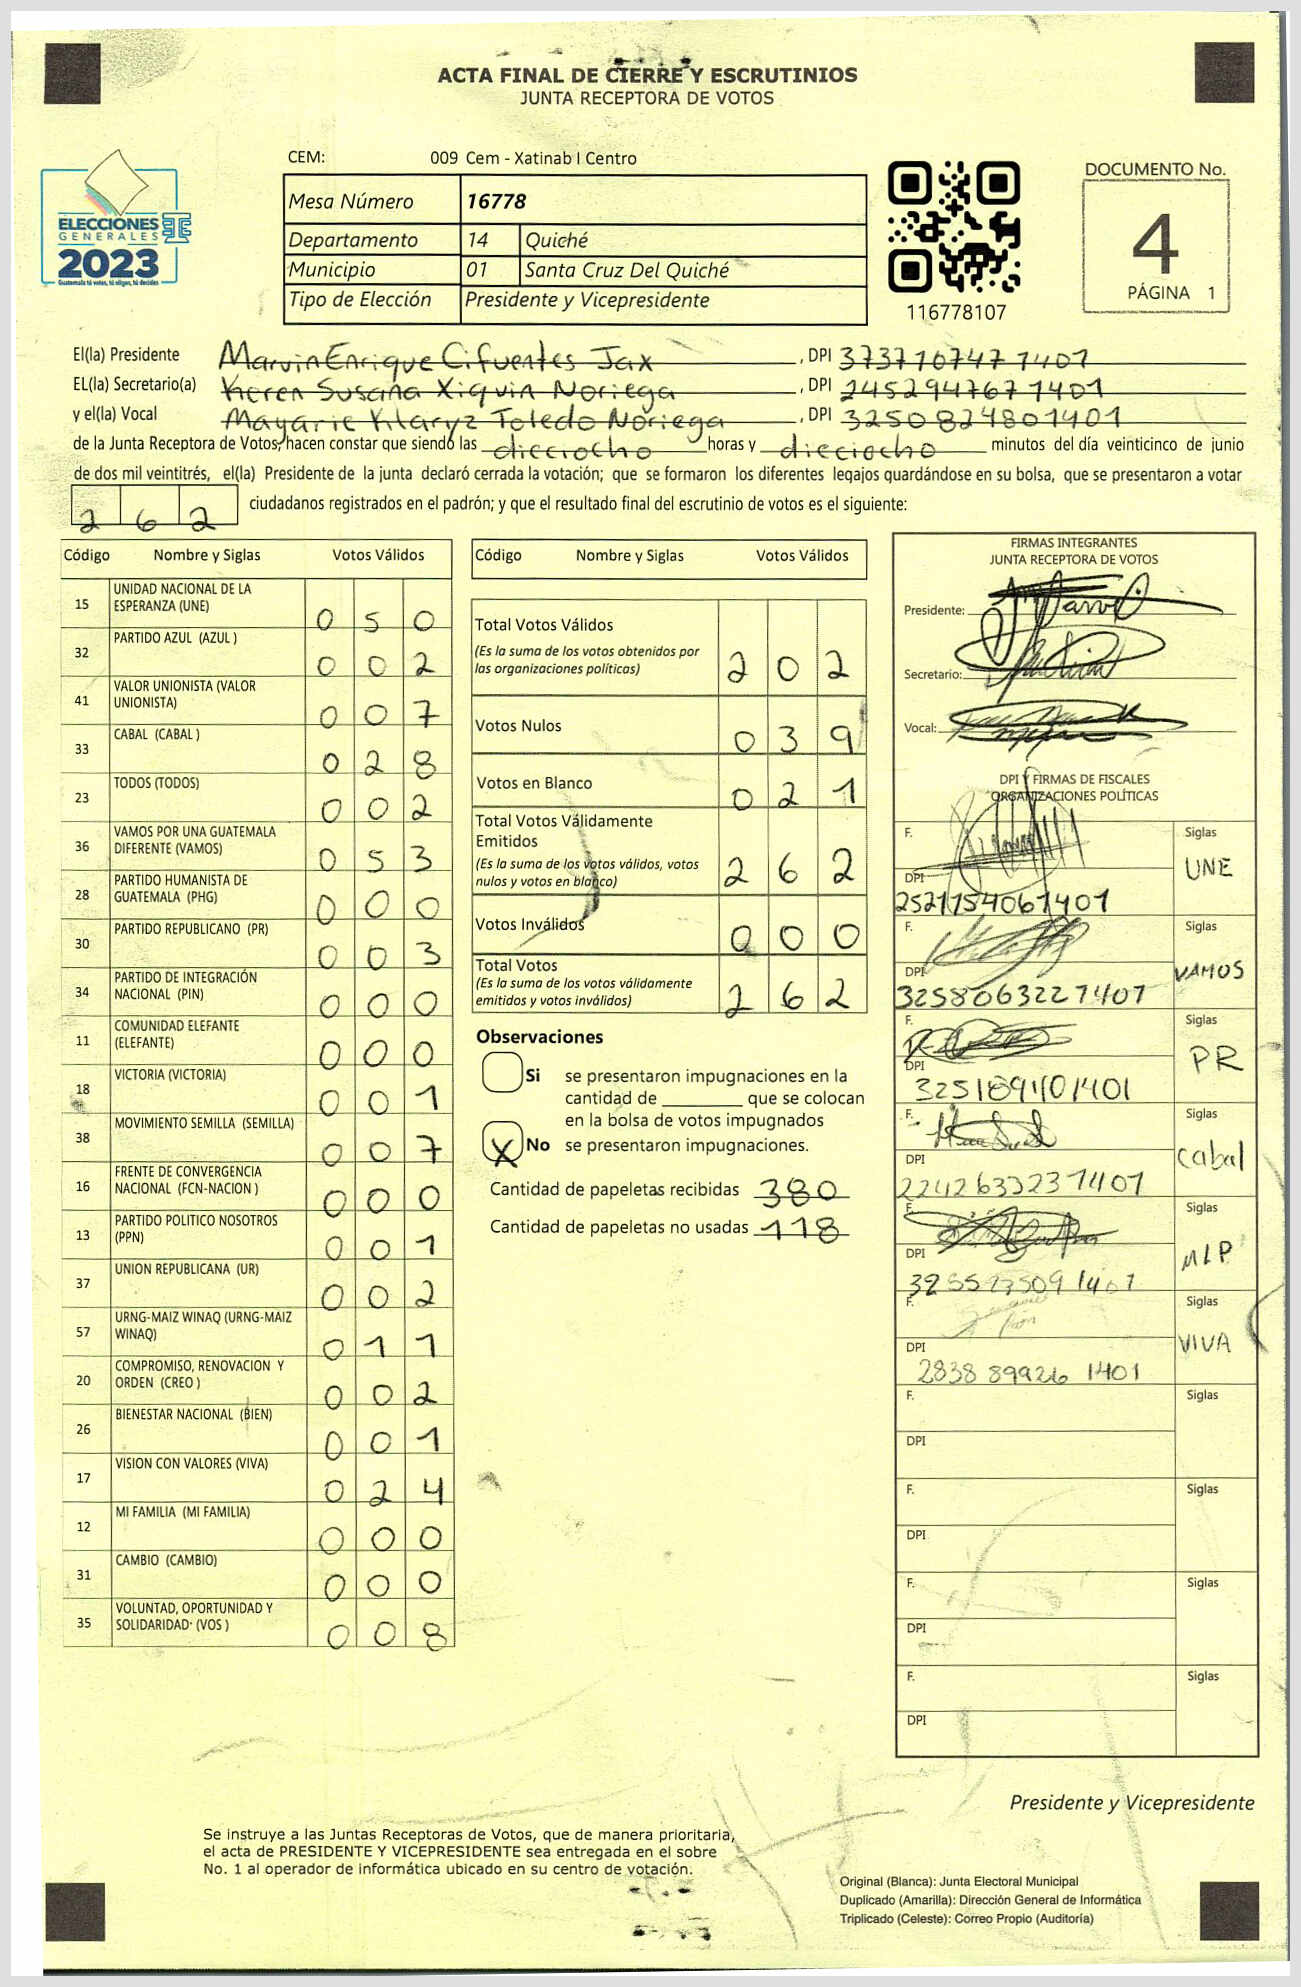 ACTA FINAL DE CIERRE Y ESCRUTINIOS
JUNTA RECEPTORA DE VOTOS
CEM: 009 Cem - Xatinab I Centro
DOCUMENTO No.
4
PÁGINA 1
ELECCIONES
GENERALES
2023
Guatemala tú votas, tú eliges, tú decides
Mesa Número 16778
Departamento 14 Quiché
Municipio 01 Santa Cruz Del Quiché
Tipo de Elección Presidente y Vicepresidente
116778107
El(la) Presidente Marvin Enrique Cifuentes Jax, DPI 373710747 1401
EL(la) Secretario(a) Keren Susana Xiquin Noriega, DPI 245294767 1401
y el(la) Vocal Toledo Noriega, DPI 3250824801401
de la Junta Receptora de Votos, hacen constar que siendo las dieciocho horas y dieciocho minutos del día veinticinco de junio
de dos mil veintitrés, el(la) Presidente de la junta declaró cerrada la votación; que se formaron los diferentes legajos guardándose en su bolsa, que se presentaron a votar
2 6 2 ciudadanos registrados en el padrón; y que el resultado final del escrutinio de votos es el siguiente:
Código Nombre y Siglas Votos Válidos
15 UNIDAD NACIONAL DE LA ESPERANZA (UNE) 0 5 0
32 PARTIDO AZUL (AZUL ) 0 0 2
41 VALOR UNIONISTA (VALOR UNIONISTA) 0 0 7
33 CABAL (CABAL ) 0 2 8
23 TODOS (TODOS) 0 0 2
36 VAMOS POR UNA GUATEMALA DIFERENTE (VAMOS) 0 5 3
28 PARTIDO HUMANISTA DE GUATEMALA (PHG) 0 0 0
30 PARTIDO REPUBLICANO (PR) 0 0 3
34 PARTIDO DE INTEGRACIÓN NACIONAL (PIN) 0 0 0
11 COMUNIDAD ELEFANTE (ELEFANTE) 0 0 0
18 VICTORIA (VICTORIA) 0 0 1
38 MOVIMIENTO SEMILLA (SEMILLA) 0 0 7
16 FRENTE DE CONVERGENCIA NACIONAL (FCN-NACION ) 0 0 0
13 PARTIDO POLITICO NOSOTROS (PPN) 0 0 1
37 UNION REPUBLICANA (UR) 0 0 2
57 URNG-MAIZ WINAQ (URNG-MAIZ WINAQ) 0 1 1
20 COMPROMISO, RENOVACION Y ORDEN (CREO ) 0 0 2
26 BIENESTAR NACIONAL (BIEN) 0 0 1
17 VISION CON VALORES (VIVA) 0 2 4
12 MI FAMILIA (MI FAMILIA) 0 0 0
31 CAMBIO (CAMBIO) 0 0 0
35 VOLUNTAD, OPORTUNIDAD Y SOLIDARIDAD (VOS ) 0 0 8
Código Nombre y Siglas Votos Válidos
Total Votos Válidos 2 0 2
(Es la suma de los votos obtenidos por
las organizaciones políticas)
Votos Nulos 0 3 9
Votos en Blanco 0 2 1
Total Votos Válidamente
Emitidos 2 6 2
(Es la suma de los votos válidos, votos
nulos y votos en blanco)
Votos Inválidos 0 0 0
Total Votos 2 6 2
(Es la suma de los votos válidamente
emitidos y votos inválidos)
Observaciones
Si se presentaron impugnaciones en la
cantidad de ________ que se colocan
en la bolsa de votos impugnados
X No se presentaron impugnaciones.
Cantidad de papeletas recibidas 380
Cantidad de papeletas no usadas 118
FIRMAS INTEGRANTES
JUNTA RECEPTORA DE VOTOS
Presidente:
Secretario:
Vocal:
DPI Y FIRMAS DE FISCALES
ORGANIZACIONES POLÍTICAS
F. Siglas
UNE
DPI
2521154061401
F. Siglas
VAMOS
DPI
3258063227 1401
F. Siglas
PR
DPI
F. Siglas
Cabal
DPI
2242633237 1401
F. Siglas
MLP
DPI
F. Siglas
VIVA
DPI
2838 89926 1401
F. Siglas
DPI
F. Siglas
DPI
F. Siglas
DPI
F. Siglas
DPI
Presidente y Vicepresidente
Se instruye a las Juntas Receptoras de Votos, que de manera prioritaria,
el acta de PRESIDENTE Y VICEPRESIDENTE sea entregada en el sobre
No. 1 al operador de informática ubicado en su centro de votación.
Original (Blanca): Junta Electoral Municipal
Duplicado (Amarilla): Dirección General de Informática
Triplicado (Celeste): Correo Propio (Auditoría)